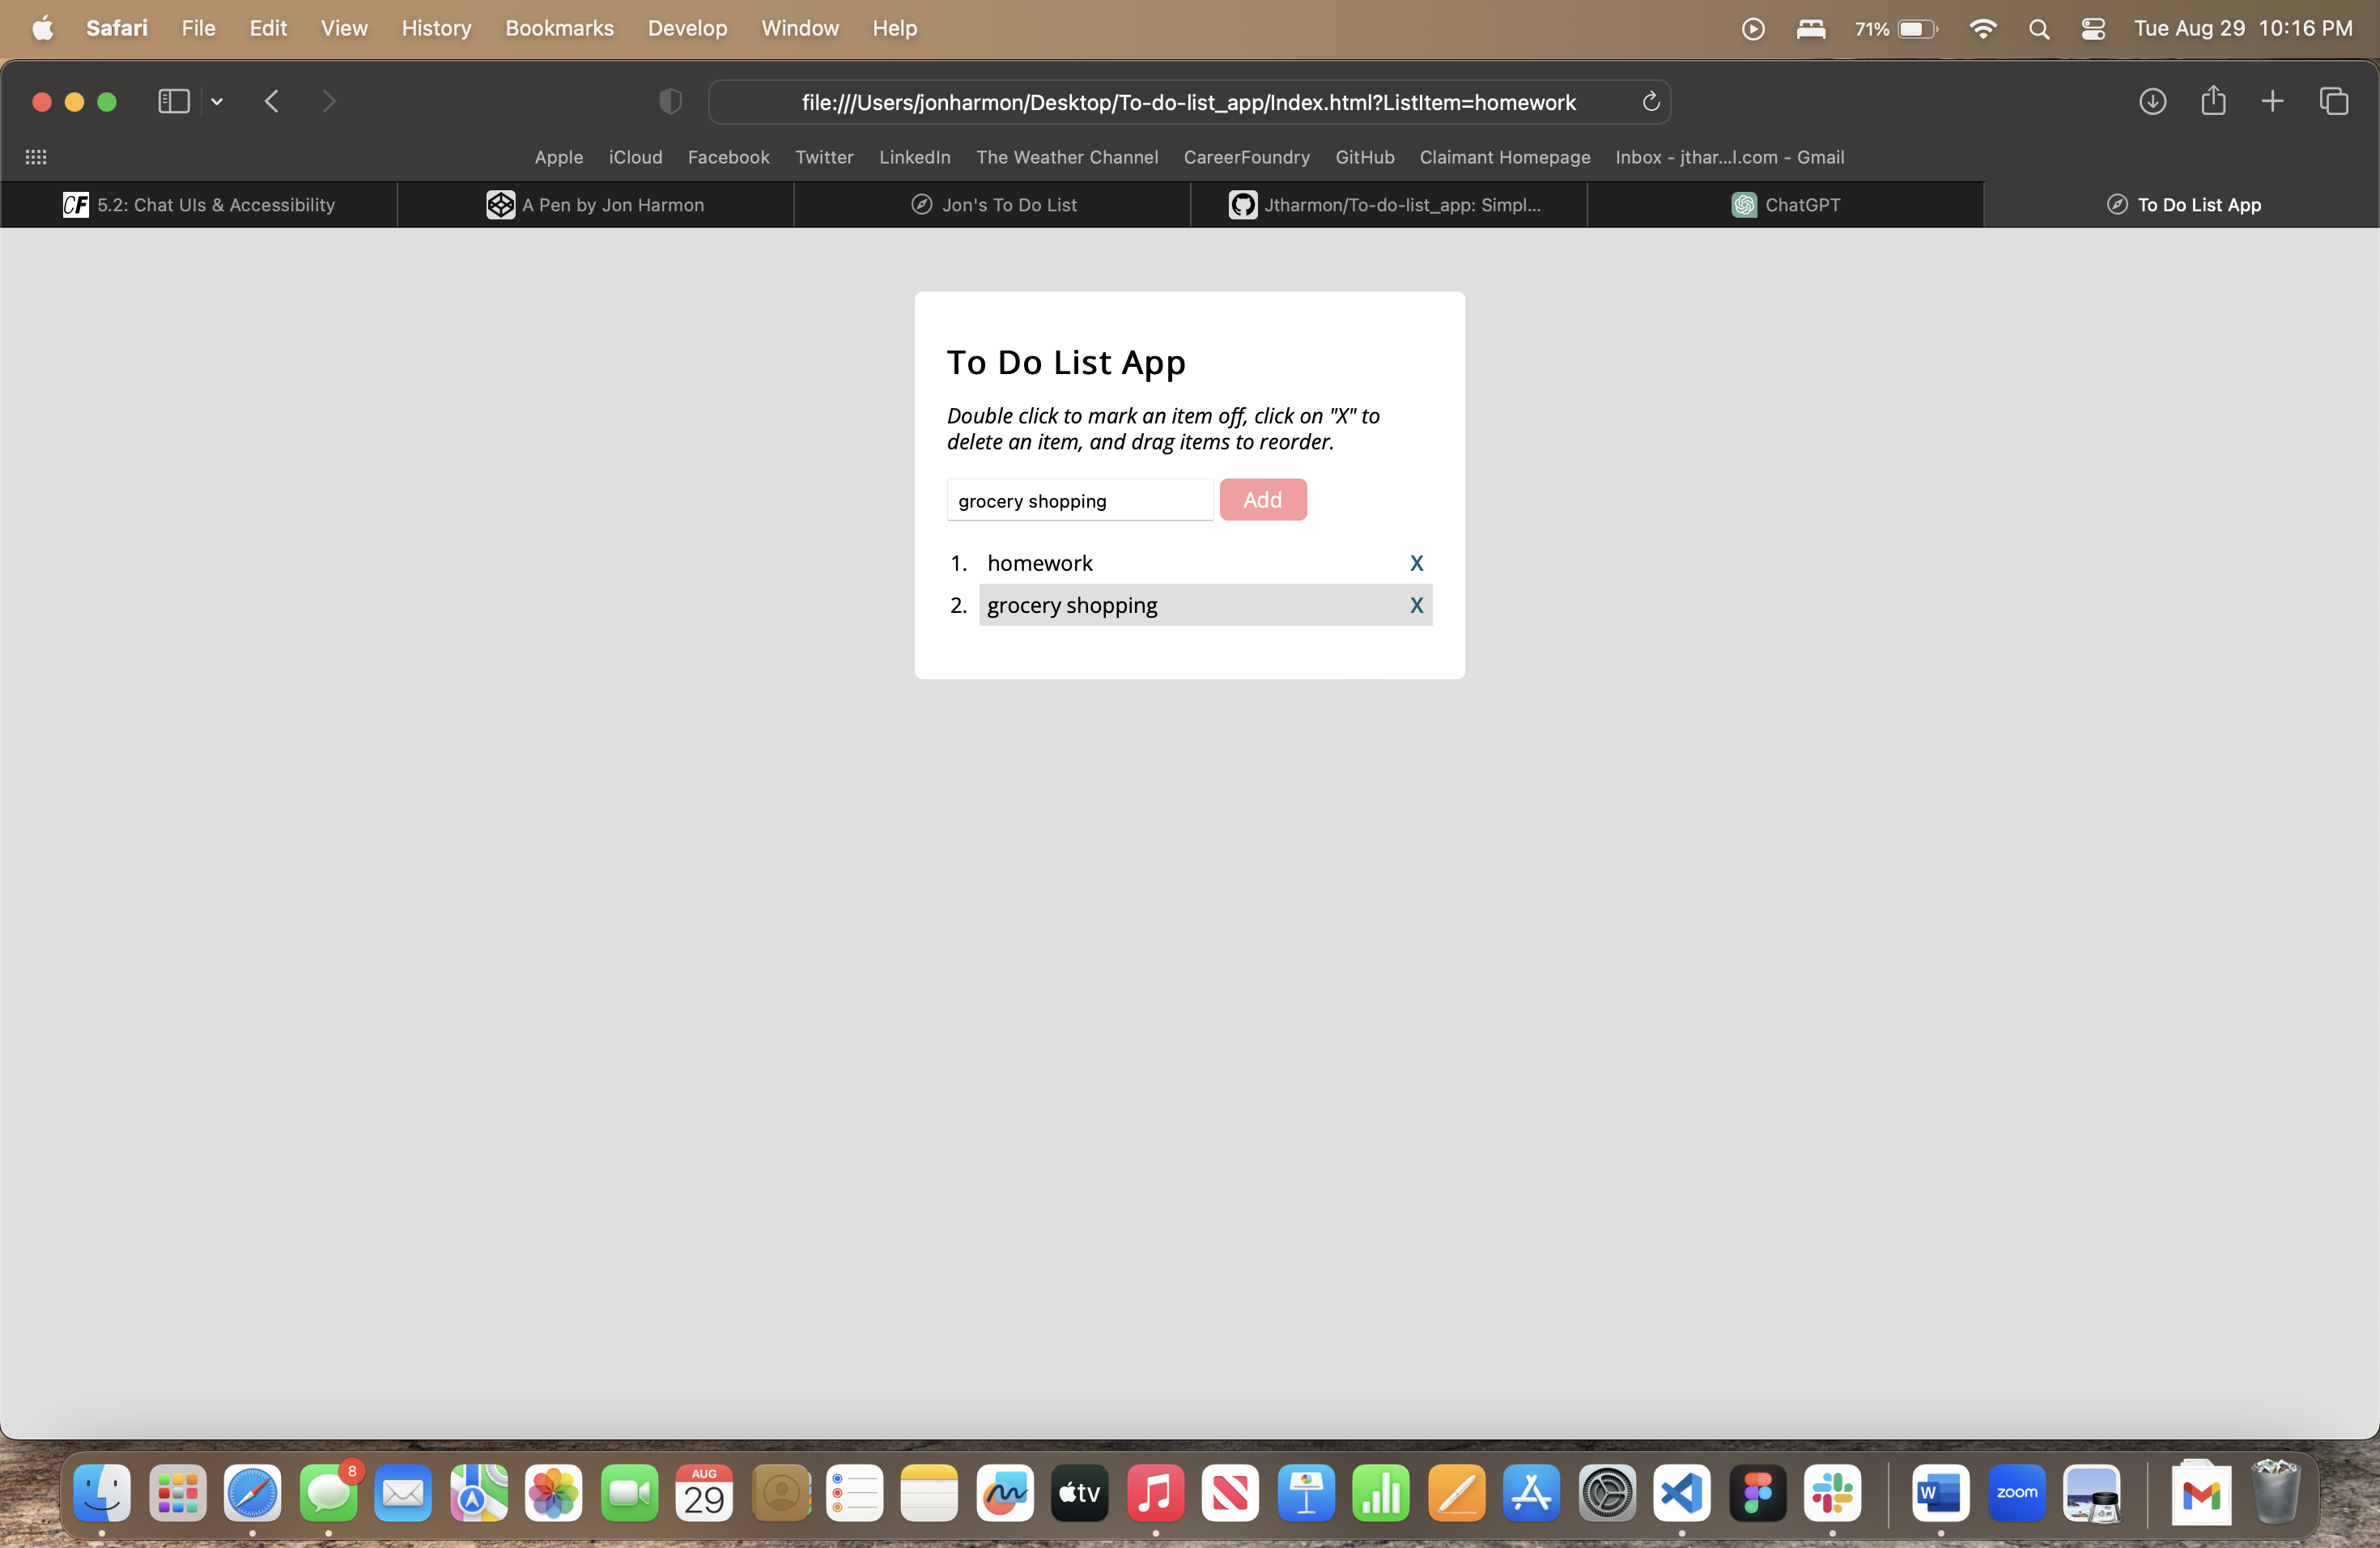 Safari File Edit View History Bookmarks Develop Window Help 71% Tue Aug 29 10:16 PM
file:///Users/jonharmon/Desktop/To-do-list_app/Index.html?ListItem=homework
Apple iCloud Facebook Twitter LinkedIn The Weather Channel CareerFoundry GitHub Claimant Homepage Inbox - jthar...l.com - Gmail
CF 5.2: Chat UIs & Accessibility A Pen by Jon Harmon Jon's To Do List Jtharmon/To-do-list_app: Simpl... ChatGPT To Do List App
To Do List App
Double click to mark an item off, click on "X" to
delete an item, and drag items to reorder.
grocery shopping Add
1. homework X
2. grocery shopping X
8 AUG
29 tv W zoom